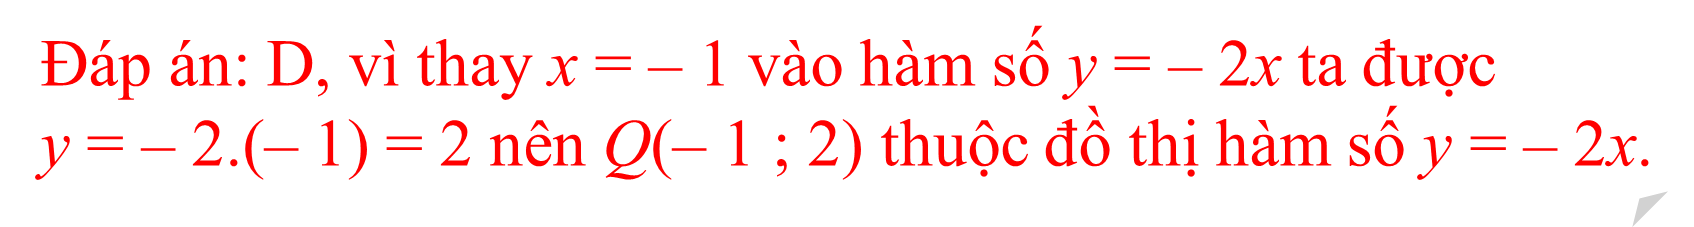 Đáp án: D, vì thay x = – 1 vào hàm số y = – 2x ta được
y = – 2.(– 1) = 2 nên Q(– 1 ; 2) thuộc đồ thị hàm số y = – 2x.